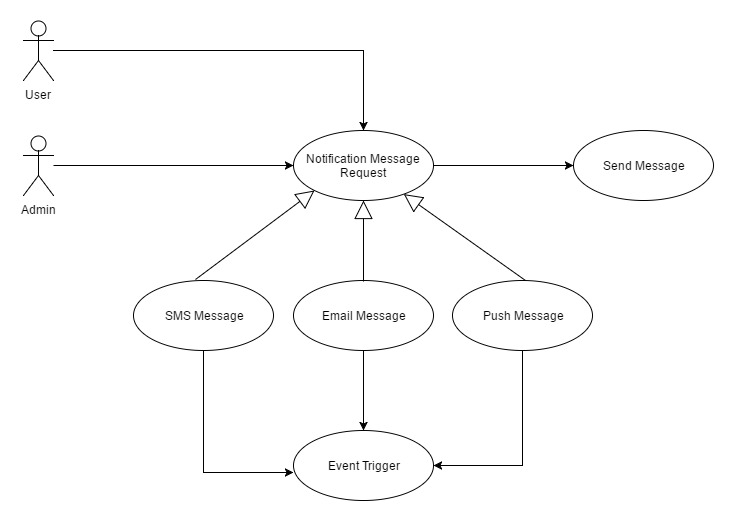 User
Admin
Notification Message
Request
Send Message
SMS Message
Email Message
Push Message
Event Trigger